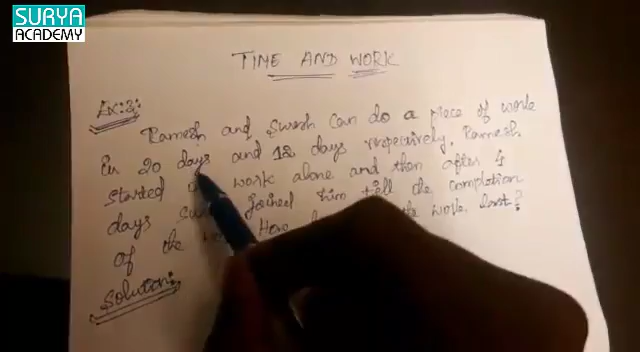 SURYA
ACADEMY
TIME AND WORK
Ex:3:
Ramesh and Suresh can do a piece of work
in 20 days and 12 days respectively. Ramesh
started work alone and then after 4
days joined him till the completion
of the work last?
Solution: